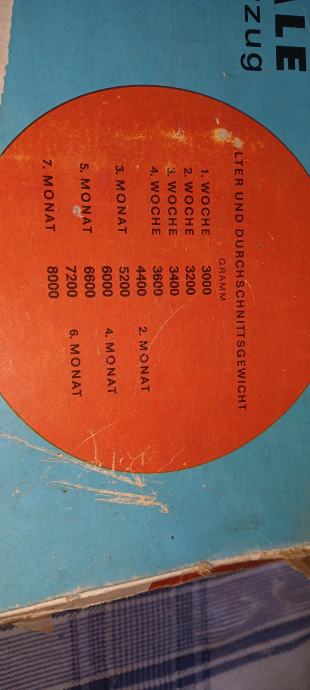 ALE
zug
LTER UND DURCHSCHNITTSGEWICHT
GRAMM
1. WOCHE 3000
2. WOCHE 3200
3. WOCHE 3400
4. WOCHE 3600
4400 2. MONAT
3. MONAT 5200
6000 4. MONAT
5. MONAT 6600
7200 6. MONAT
7. MONAT 8000